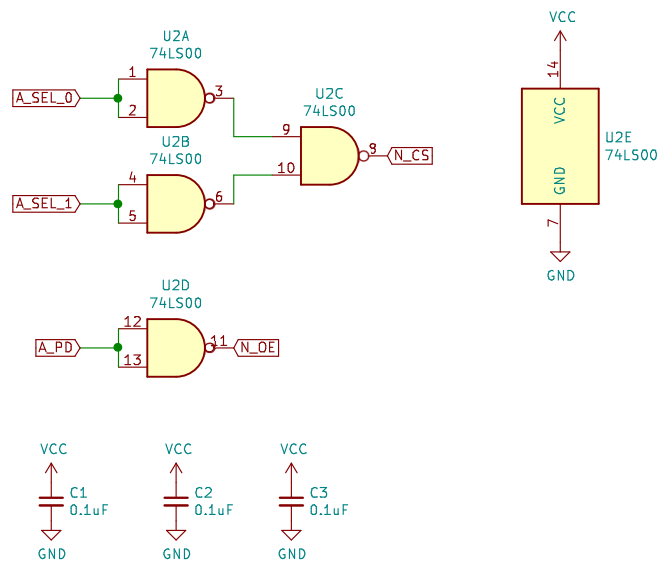 U2A
74LS00
1
2
3
A_SEL_0
U2B
74LS00
4
5
6
A_SEL_1
U2C
74LS00
9
10
8
N_CS
VCC
14
VCC
GND
U2E
74LS00
7
GND
U2D
74LS00
12
13
11
A_PD
N_OE
VCC
C1
0.1uF
GND
VCC
C2
0.1uF
GND
VCC
C3
0.1uF
GND